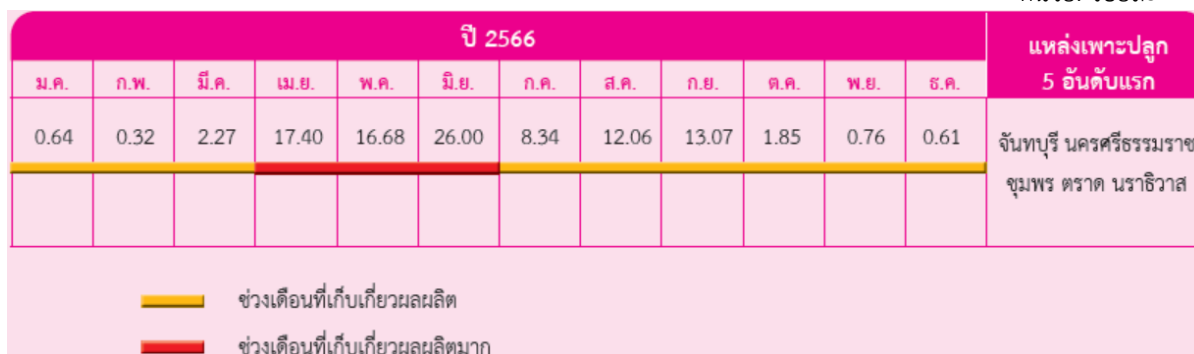 ปี 2566
แหล่งเพาะปลูก
5 อันดับแรก
ม.ค. ก.พ. มี.ค. เม.ย. พ.ค. มิ.ย. ก.ค. ส.ค. ก.ย. ต.ค. พ.ย. ธ.ค.
0.64 0.32 2.27 17.40 16.68 26.00 8.34 12.06 13.07 1.85 0.76 0.61
จันทบุรี นครศรีธรรมราช
ชุมพร ตราด นราธิวาส
ช่วงเดือนที่เก็บเกี่ยวผลผลิต
ช่วงเดือนที่เก็บเกี่ยวผลผลิตมาก